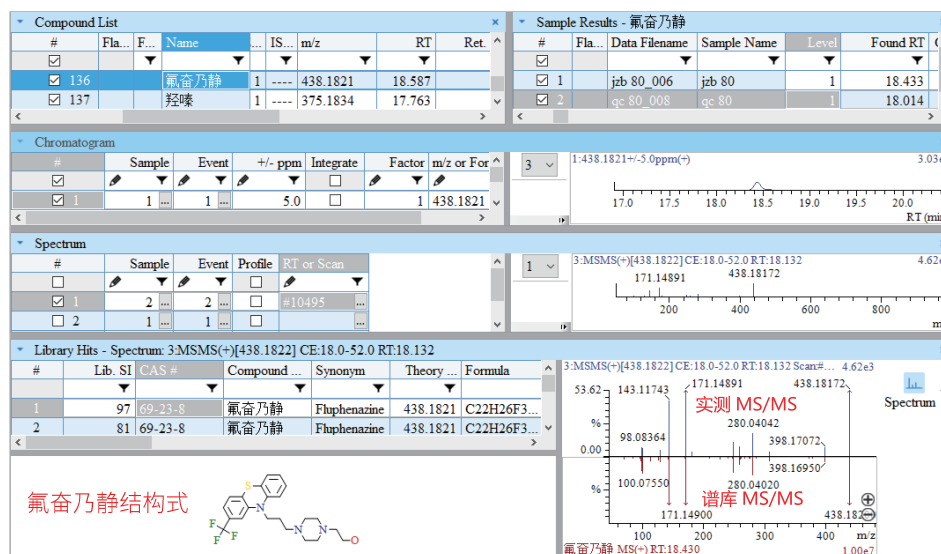 Compound List
Sample Results - 氟奋乃静
# Fla... F... Name ... IS... m/z RT Ret.
136 氟奋乃静 1 ---- 438.1821 18.587
137 羟嗪 1 ---- 375.1834 17.763
# Fla... Data Filename Sample Name Level Found RT
1 jzb 80_006 jzb 80 1 18.433
2 qc 80_008 qc 80 1 18.014
Chromatogram
# Sample Event +/- ppm Integrate Factor m/z or For
1 1 ... 1 ... 5.0 1 438.1821
3
1:438.1821+/-5.0ppm(+) 3.03e
17.0 17.5 18.0 18.5 19.0 19.5 20.0
RT (min
Spectrum
# Sample Event Profile RT or Scan
1 2 ... 2 ... #10495 ...
2 1 ... 1 ... ...
1
3:MSMS(+)[438.1822] CE:18.0-52.0 RT:18.132 4.62e
171.14891 438.18172
200 400 600 800
m
Library Hits - Spectrum: 3:MSMS(+)[438.1822] CE:18.0-52.0 RT:18.132
# Lib. SI CAS # Compound ... Synonym Theory ... Formula
1 97 69-23-8 氟奋乃静 Fluphenazine 438.1821 C22H26F3...
2 81 69-23-8 氟奋乃静 Fluphenazine 438.1821 C22H26F3...
氟奋乃静结构式
S
N
F
F
F
N
N
O
3:MSMS(+)[438.1822] CE:18.0-52.0 RT:18.132 Scan:#... 4.62e3
53.62 143.11743 171.14891 438.18172
Spectrum
实测 MS/MS
% 98.08364 280.04042 398.17072
0.00
398.16950
100.07550 280.04020
% 谱库 MS/MS
171.14900 438.182
100 200 300 400 m/z
氟奋乃静 MS(+) RT:18.430 1.00e7